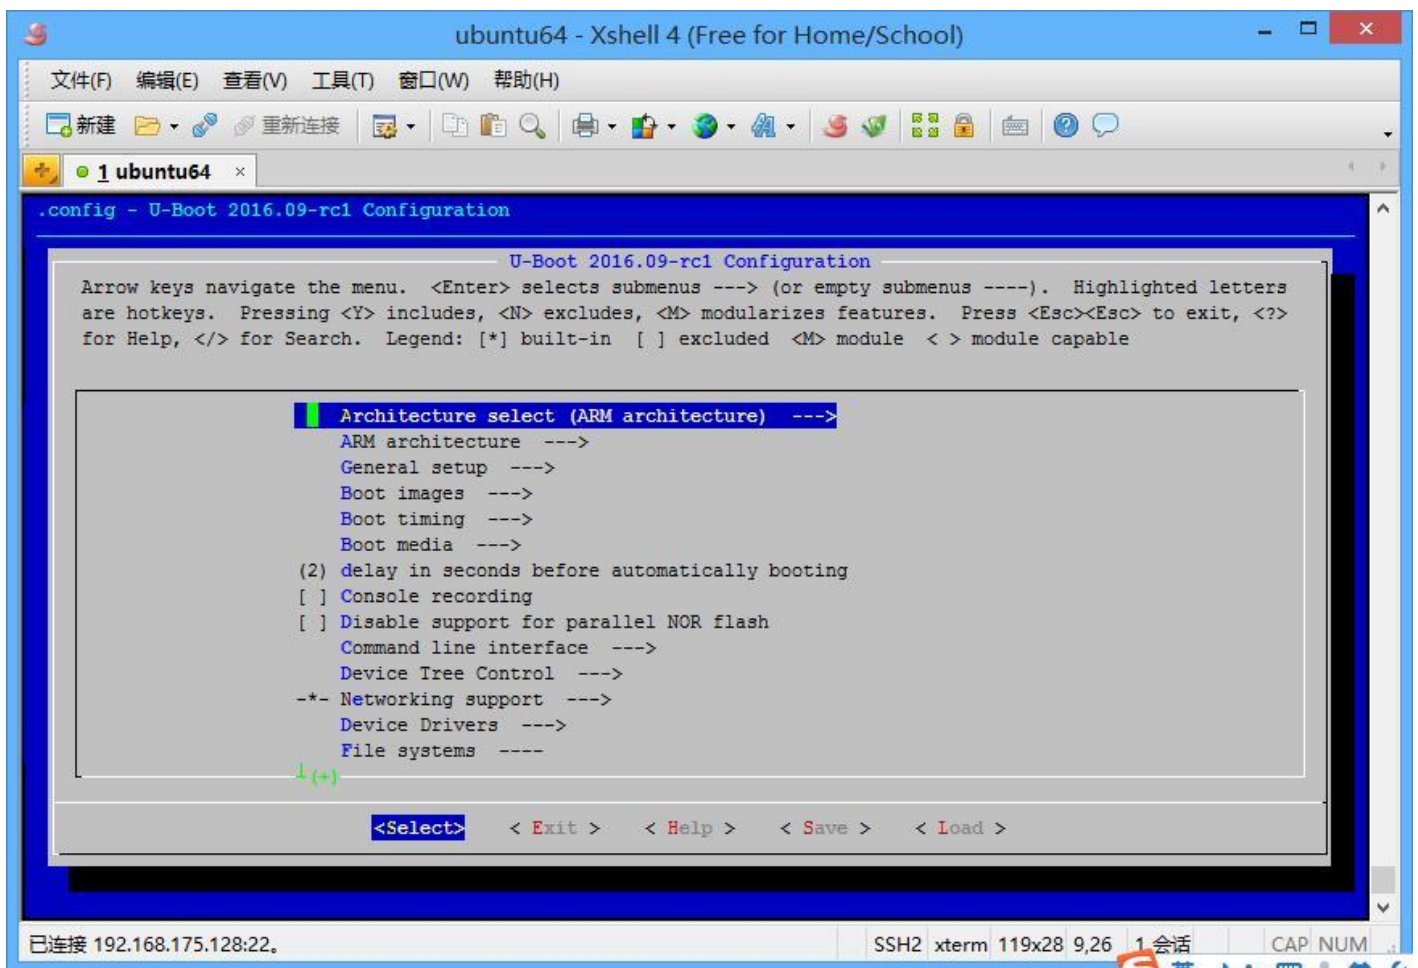 ubuntu64 - Xshell 4 (Free for Home/School)
文件(F) 编辑(E) 查看(V) 工具(T) 窗口(W) 帮助(H)
新建 重新连接
1 ubuntu64 ×
.config - U-Boot 2016.09-rc1 Configuration
U-Boot 2016.09-rc1 Configuration
Arrow keys navigate the menu. <Enter> selects submenus ---> (or empty submenus ----). Highlighted letters
are hotkeys. Pressing <Y> includes, <N> excludes, <M> modularizes features. Press <Esc><Esc> to exit, <?>
for Help, </> for Search. Legend: [*] built-in [ ] excluded <M> module < > module capable
Architecture select (ARM architecture) --->
ARM architecture --->
General setup --->
Boot images --->
Boot timing --->
Boot media --->
(2) delay in seconds before automatically booting
[ ] Console recording
[ ] Disable support for parallel NOR flash
Command line interface --->
Device Tree Control --->
-*- Networking support --->
Device Drivers --->
File systems ----
┴(+)
<Select> < Exit > < Help > < Save > < Load >
已连接 192.168.175.128:22。 SSH2 xterm 119x28 9,26 1 会话 CAP NUM